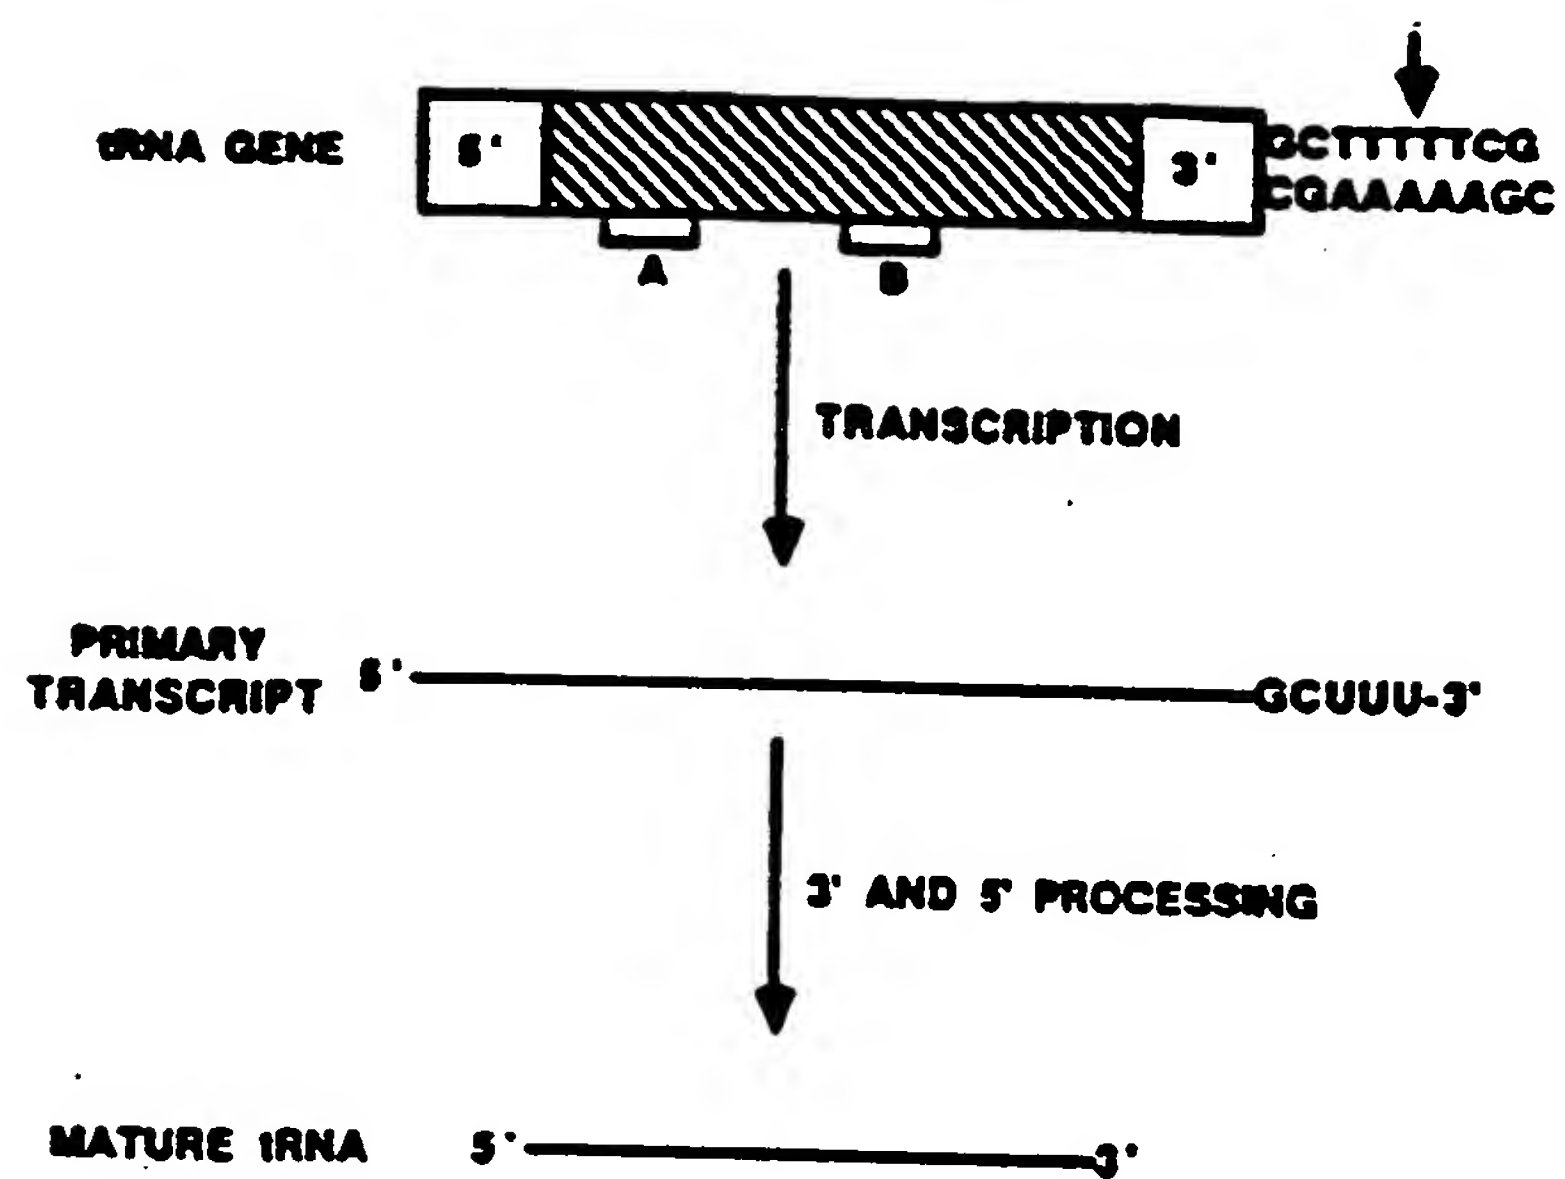 tRNA GENE
5'
3'
GCTTTTTCG
CGAAAAAGC
A
B
TRANSCRIPTION
PRIMARY
TRANSCRIPT
5'
GCUUU-3'
3' AND 5' PROCESSING
MATURE tRNA
5'
3'